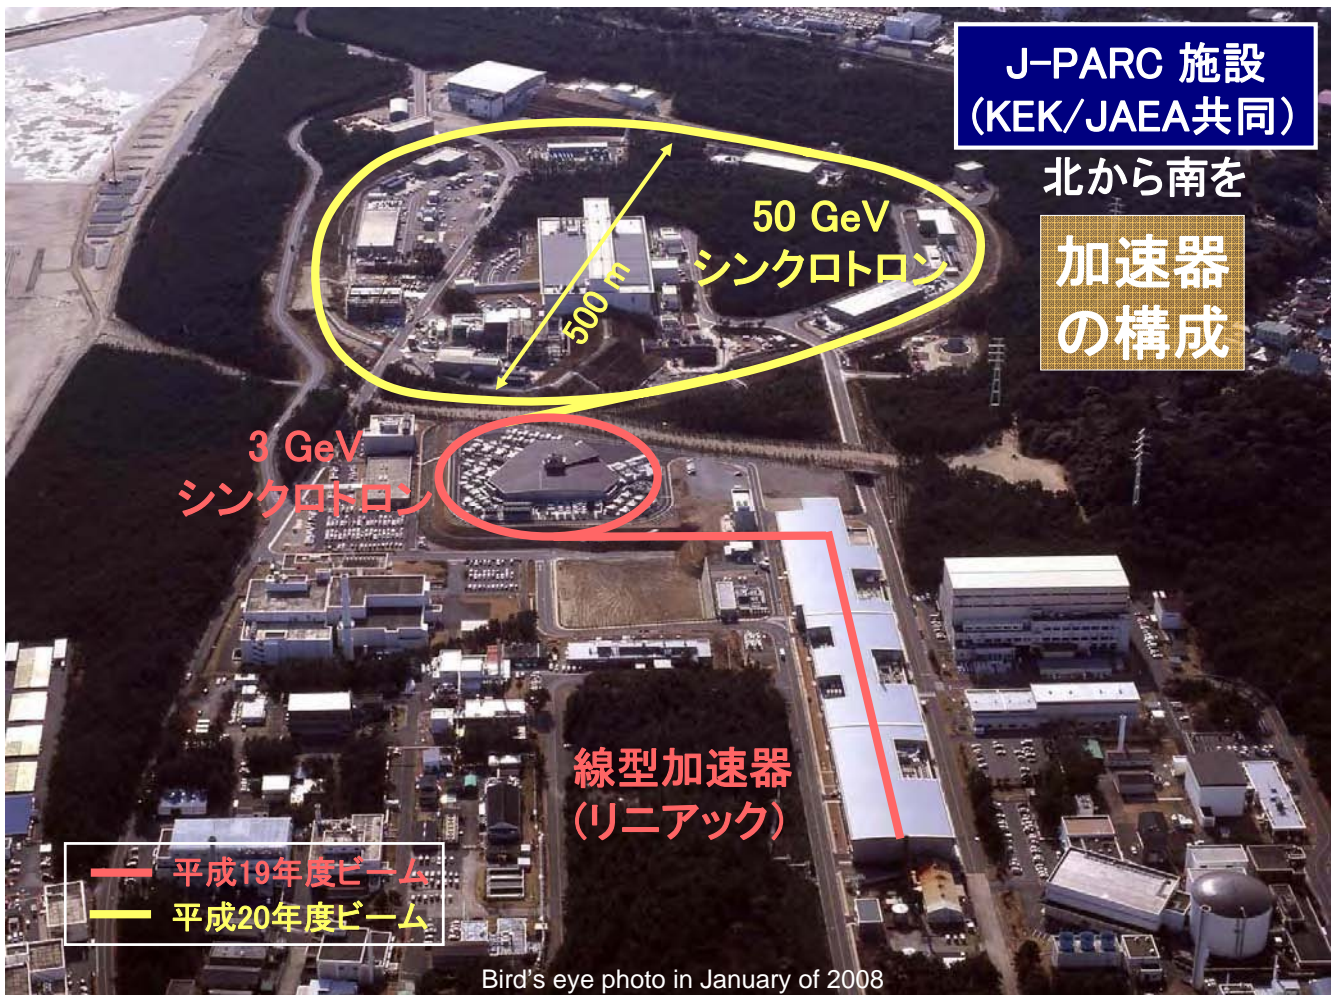 J-PARC 施設
(KEK/JAEA共同)
北から南を
加速器
の構成
50 GeV
シンクロトロン
500 m
3 GeV
シンクロトロン
線型加速器
(リニアック)
平成19年度ビーム
平成20年度ビーム
Bird's eye photo in January of 2008